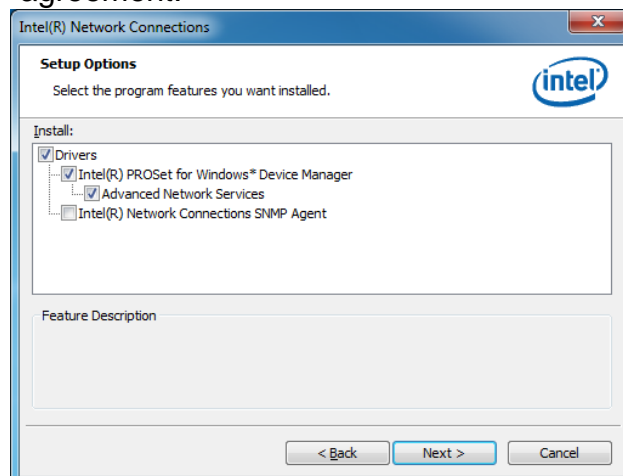 agreement.
Intel(R) Network Connections
Setup Options
Select the program features you want installed.
intel
Install:
Drivers
Intel(R) PROSet for Windows* Device Manager
Advanced Network Services
Intel(R) Network Connections SNMP Agent
Feature Description
< Back Next > Cancel